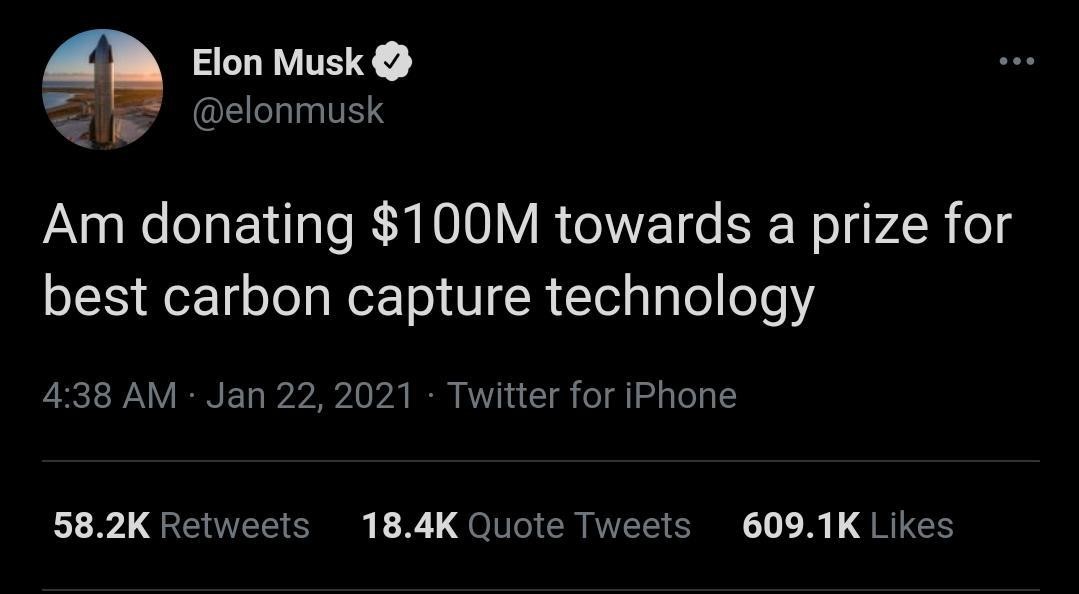 Elon Musk
@elonmusk
Am donating $100M towards a prize for
best carbon capture technology
4:38 AM · Jan 22, 2021 · Twitter for iPhone
58.2K Retweets 18.4K Quote Tweets 609.1K Likes